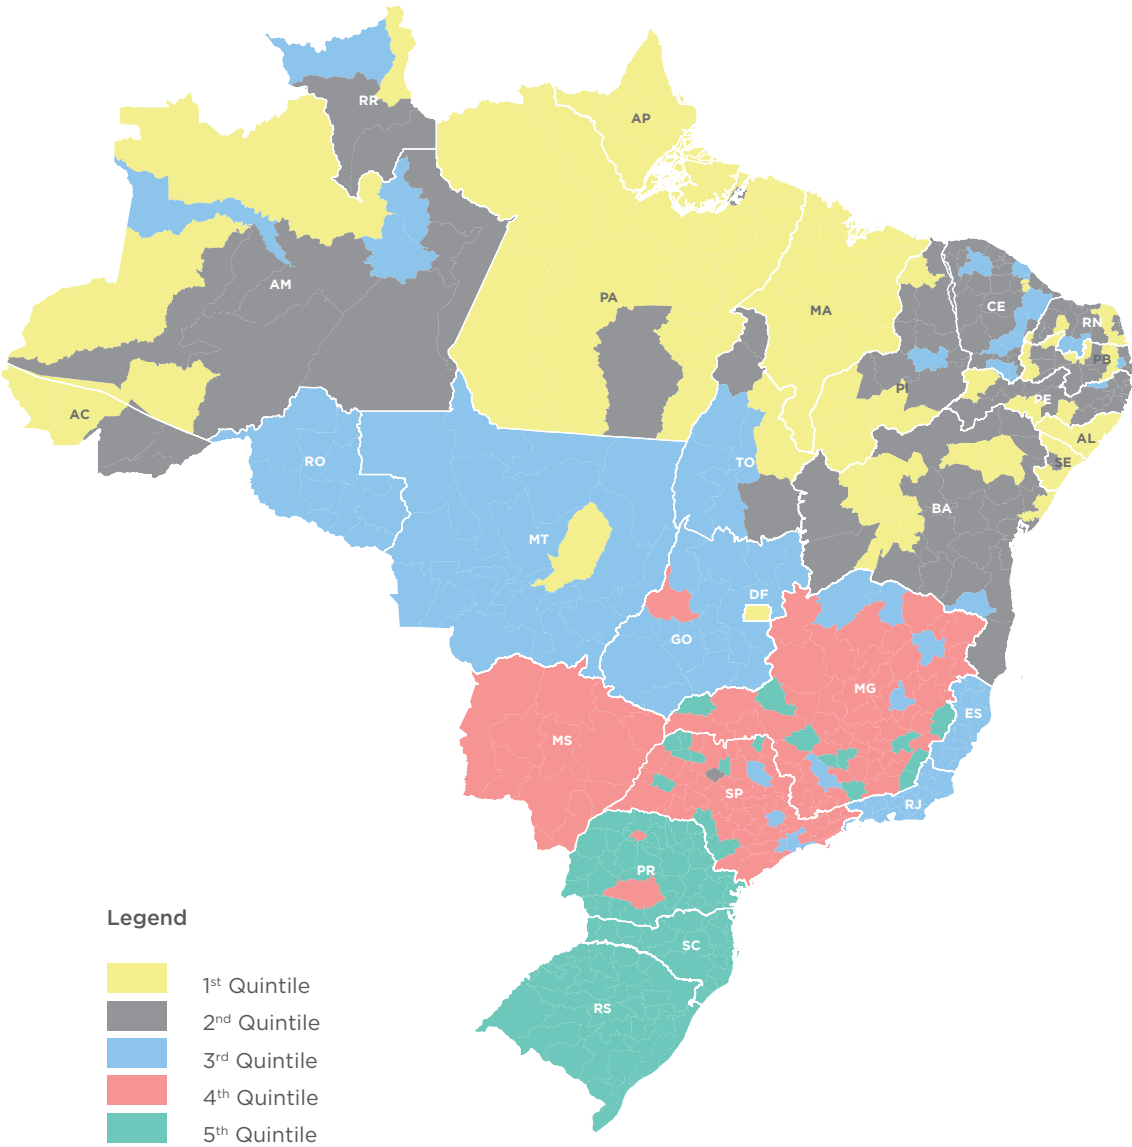 RR
AP
AM
PA
MA
CE
RN
PB
PI
PE
AC
AL
SE
RO
TO
BA
MT
DF
GO
MG
ES
MS
SP
RJ
PR
SC
RS
Legend
1st Quintile
2nd Quintile
3rd Quintile
4th Quintile
5th Quintile